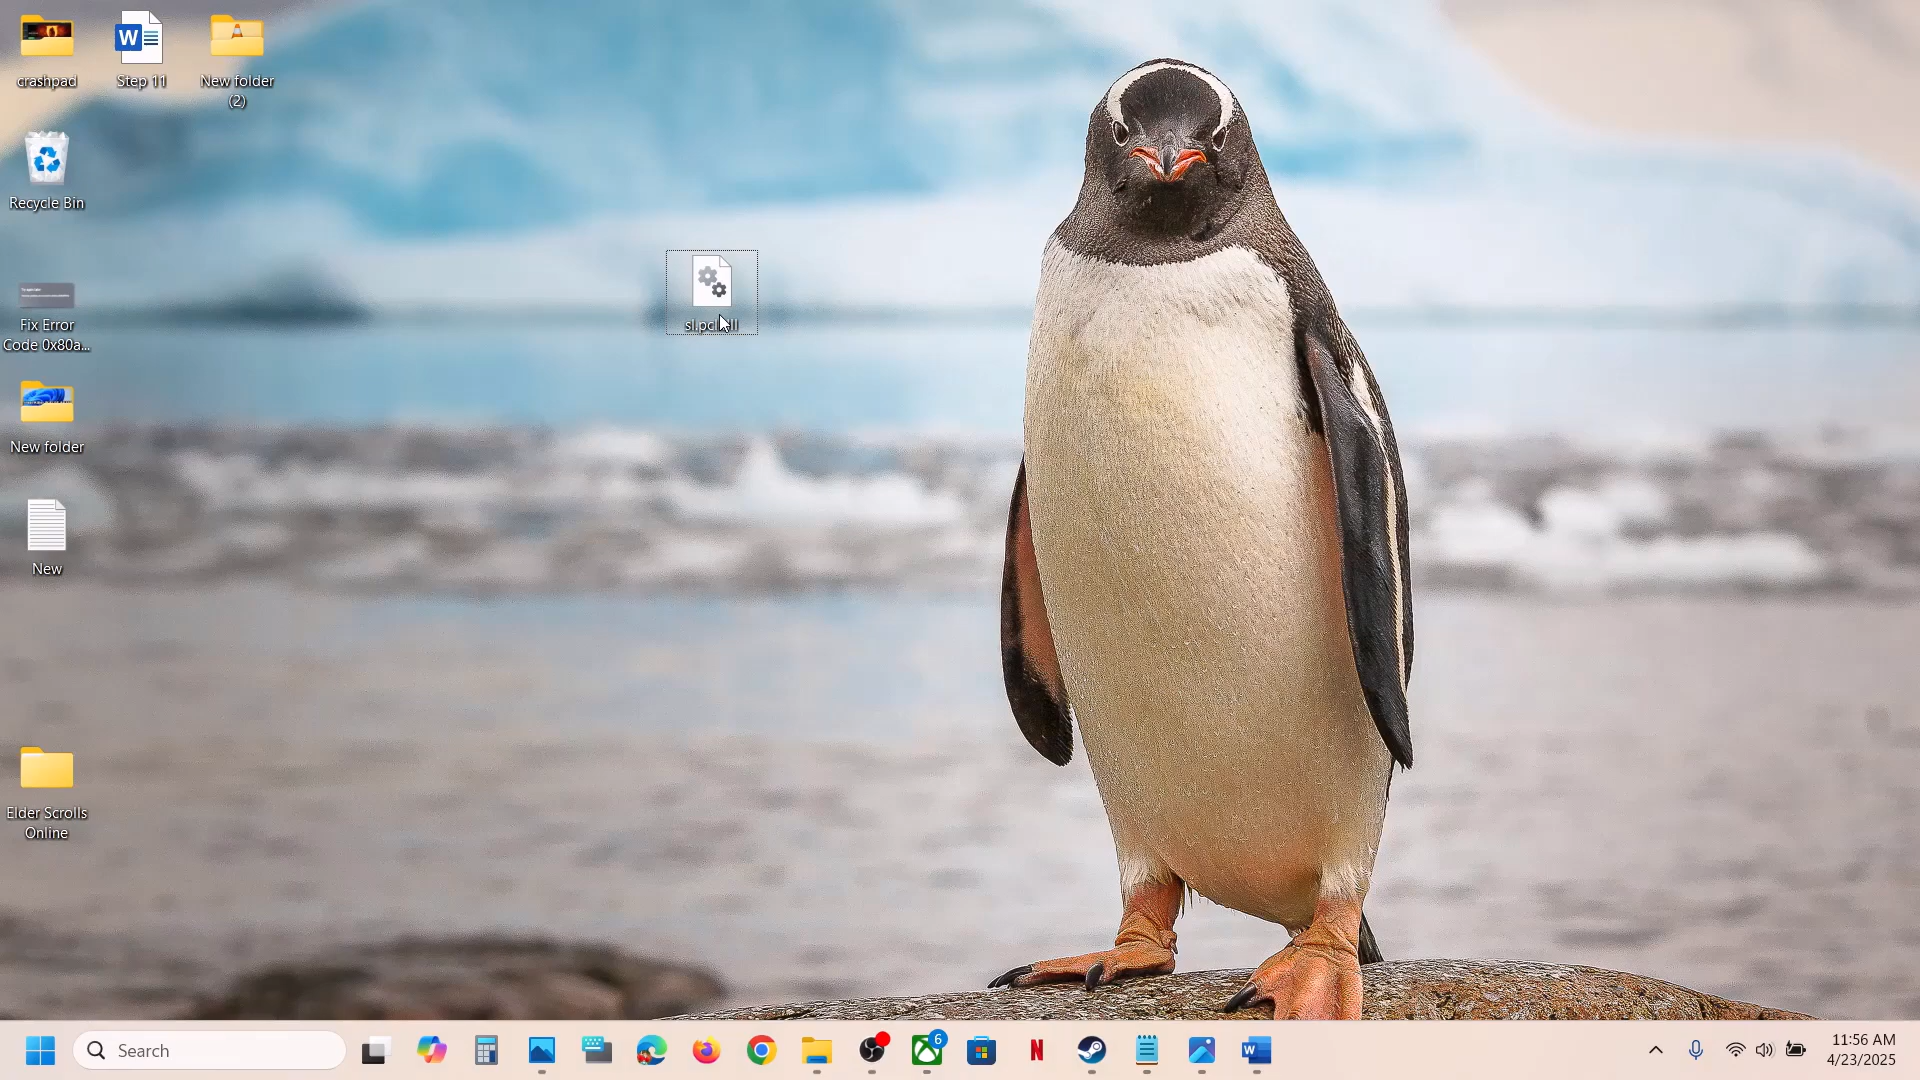 crashpad
Step 11
New folder
(2)
Recycle Bin
Fix Error
Code 0x80a...
New folder
New
Elder Scrolls
Online
Search
6
11:56 AM
4/23/2025